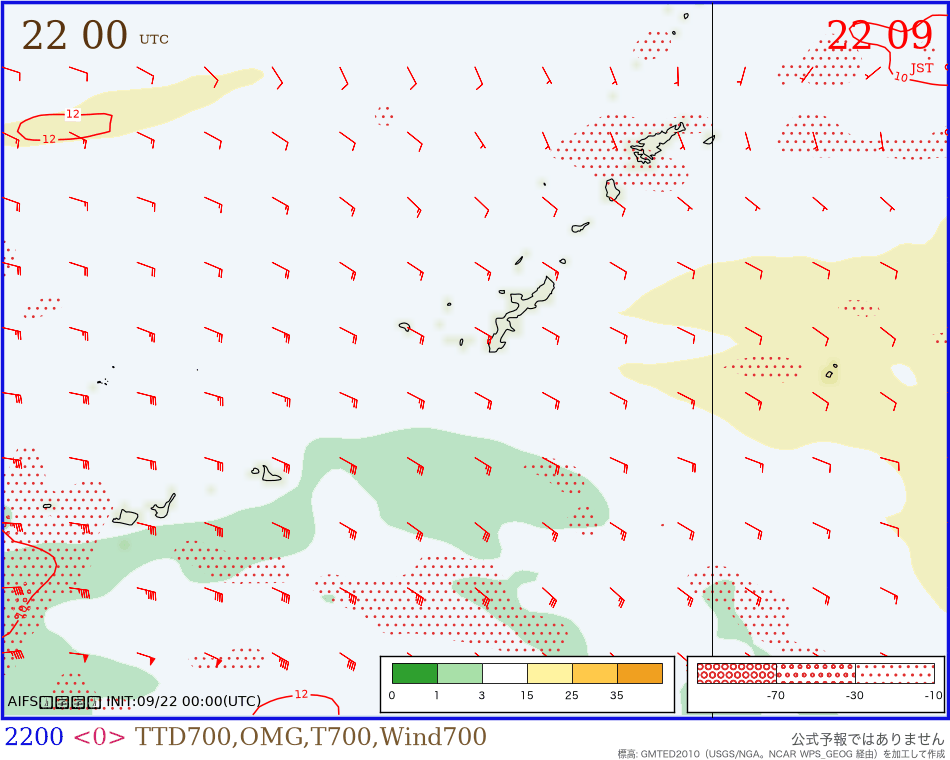 22 00 UTC
22 09
JST
10
12
12
12
AIFS INIT:09/22 00:00(UTC)
0 1 3 15 25 35
-70 -30 -10
2200 <0> TTD700,OMG,T700,Wind700
公式予報ではありません
標高: GMTED2010（USGS/NGA。NCAR WPS_GEOG 経由）を加工して作成